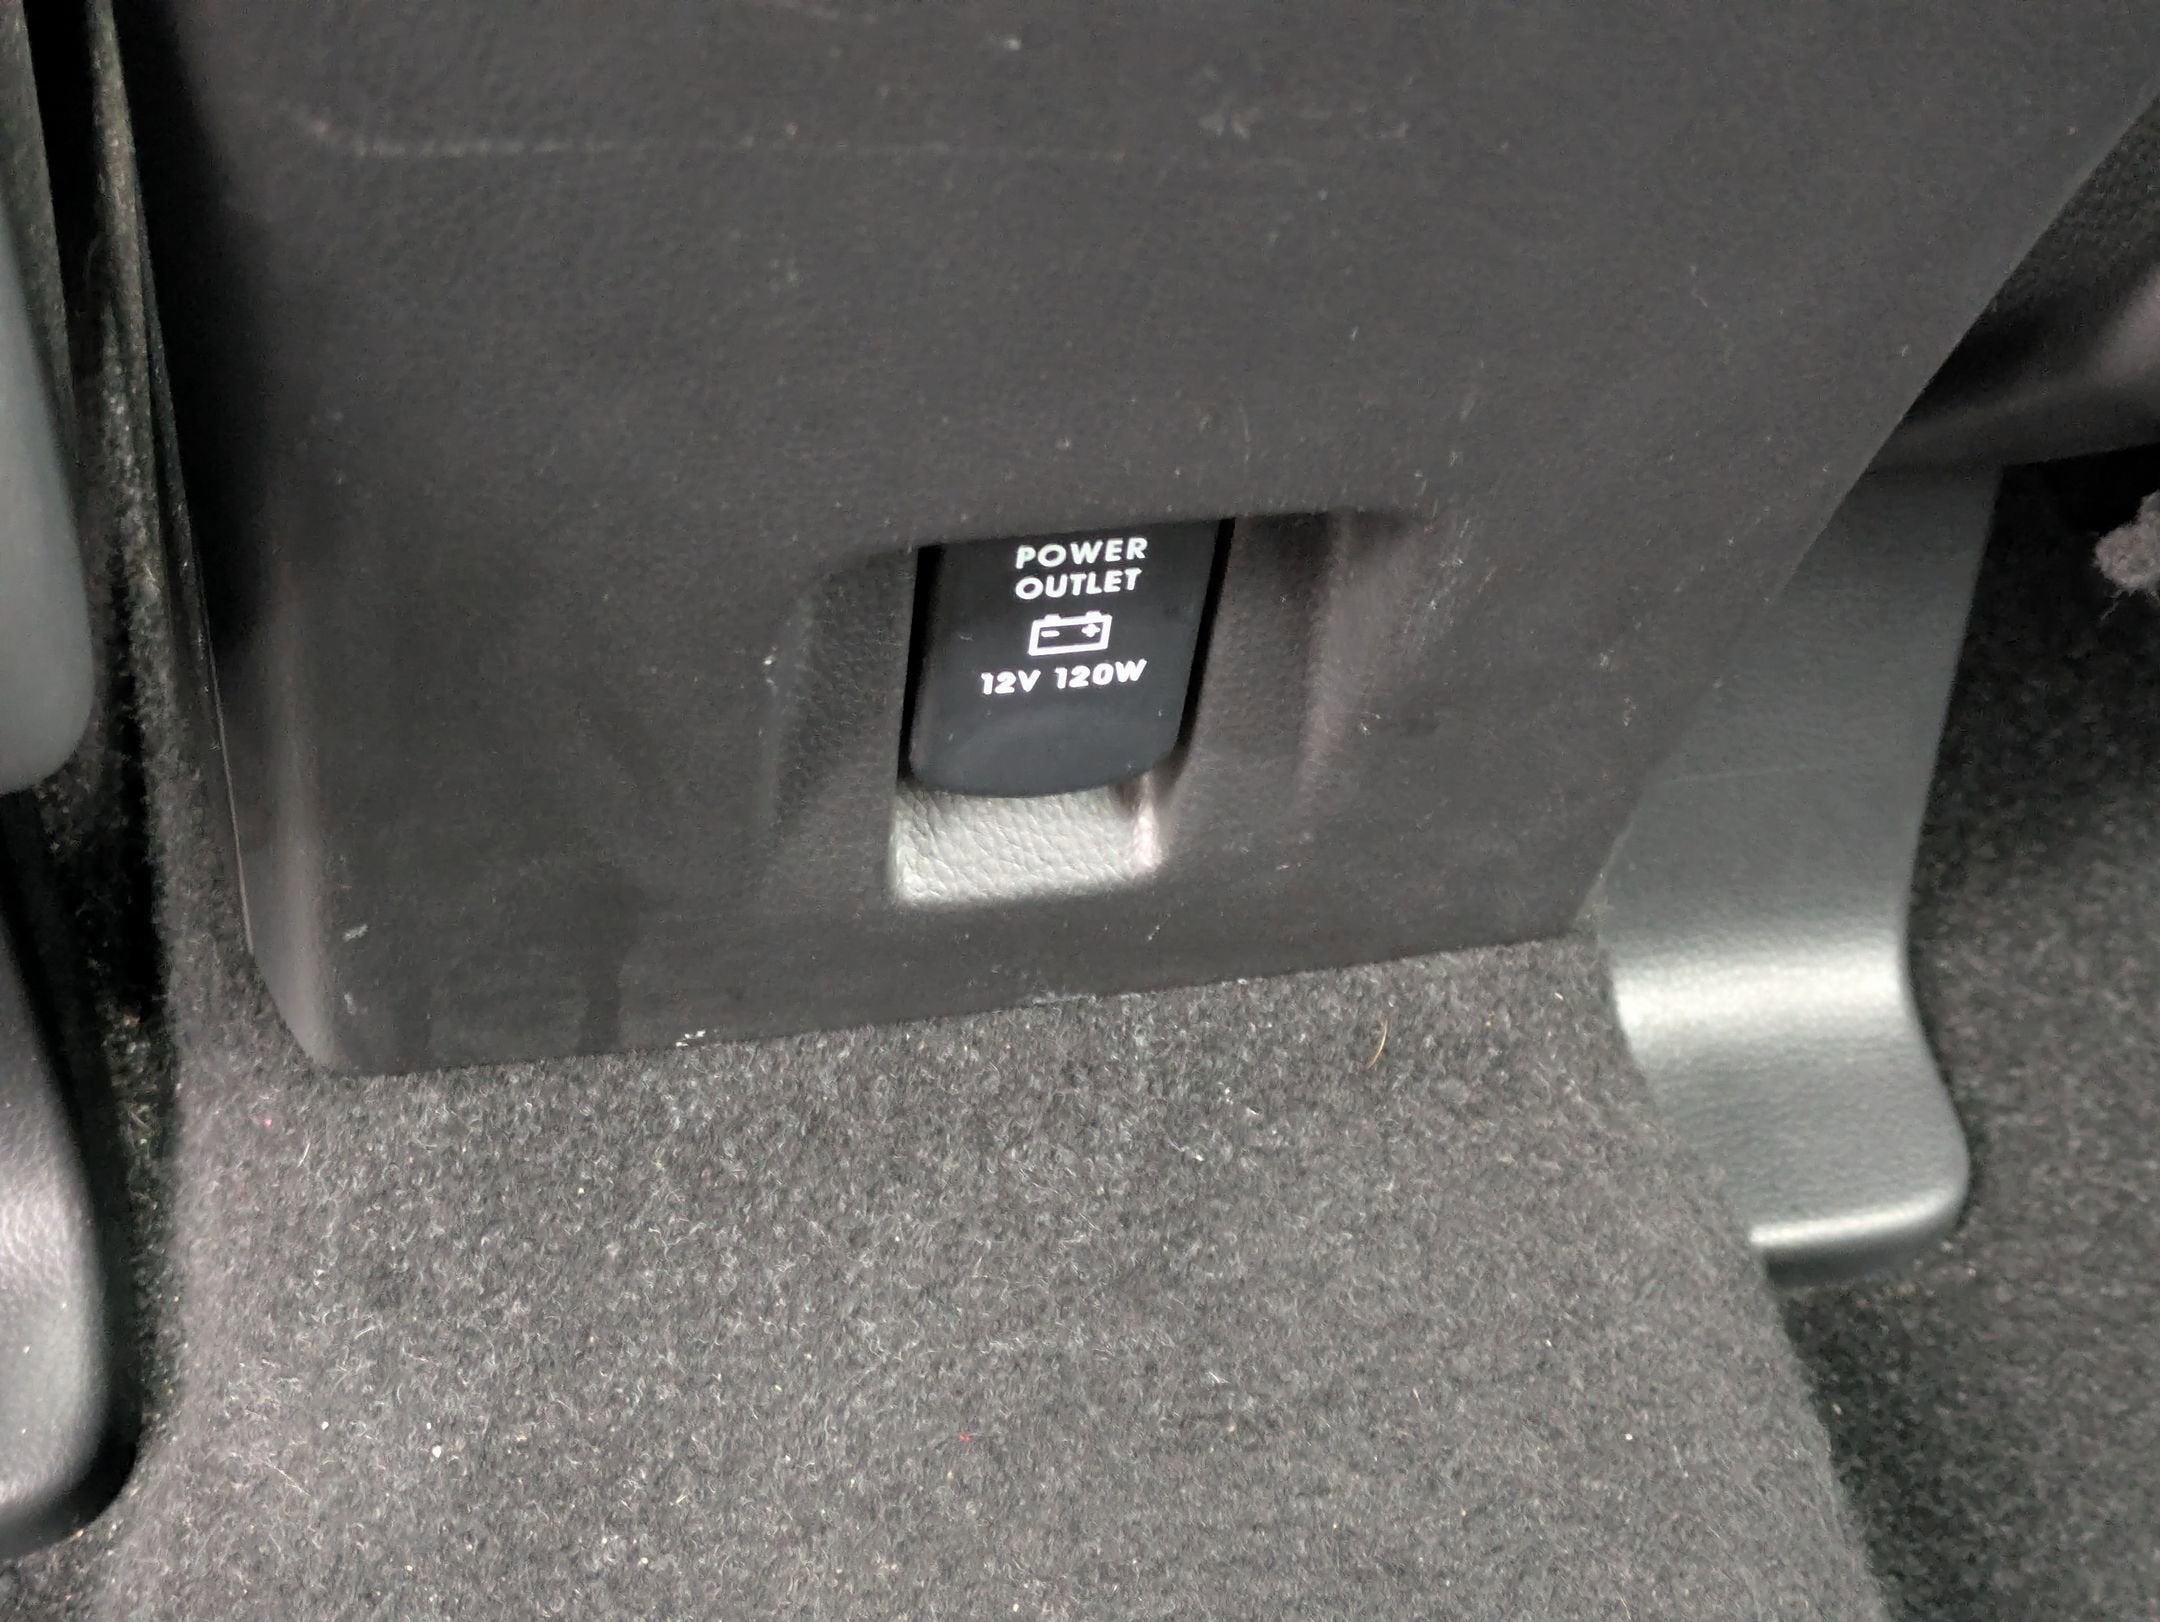 POWER
OUTLET
- +
12V 120W